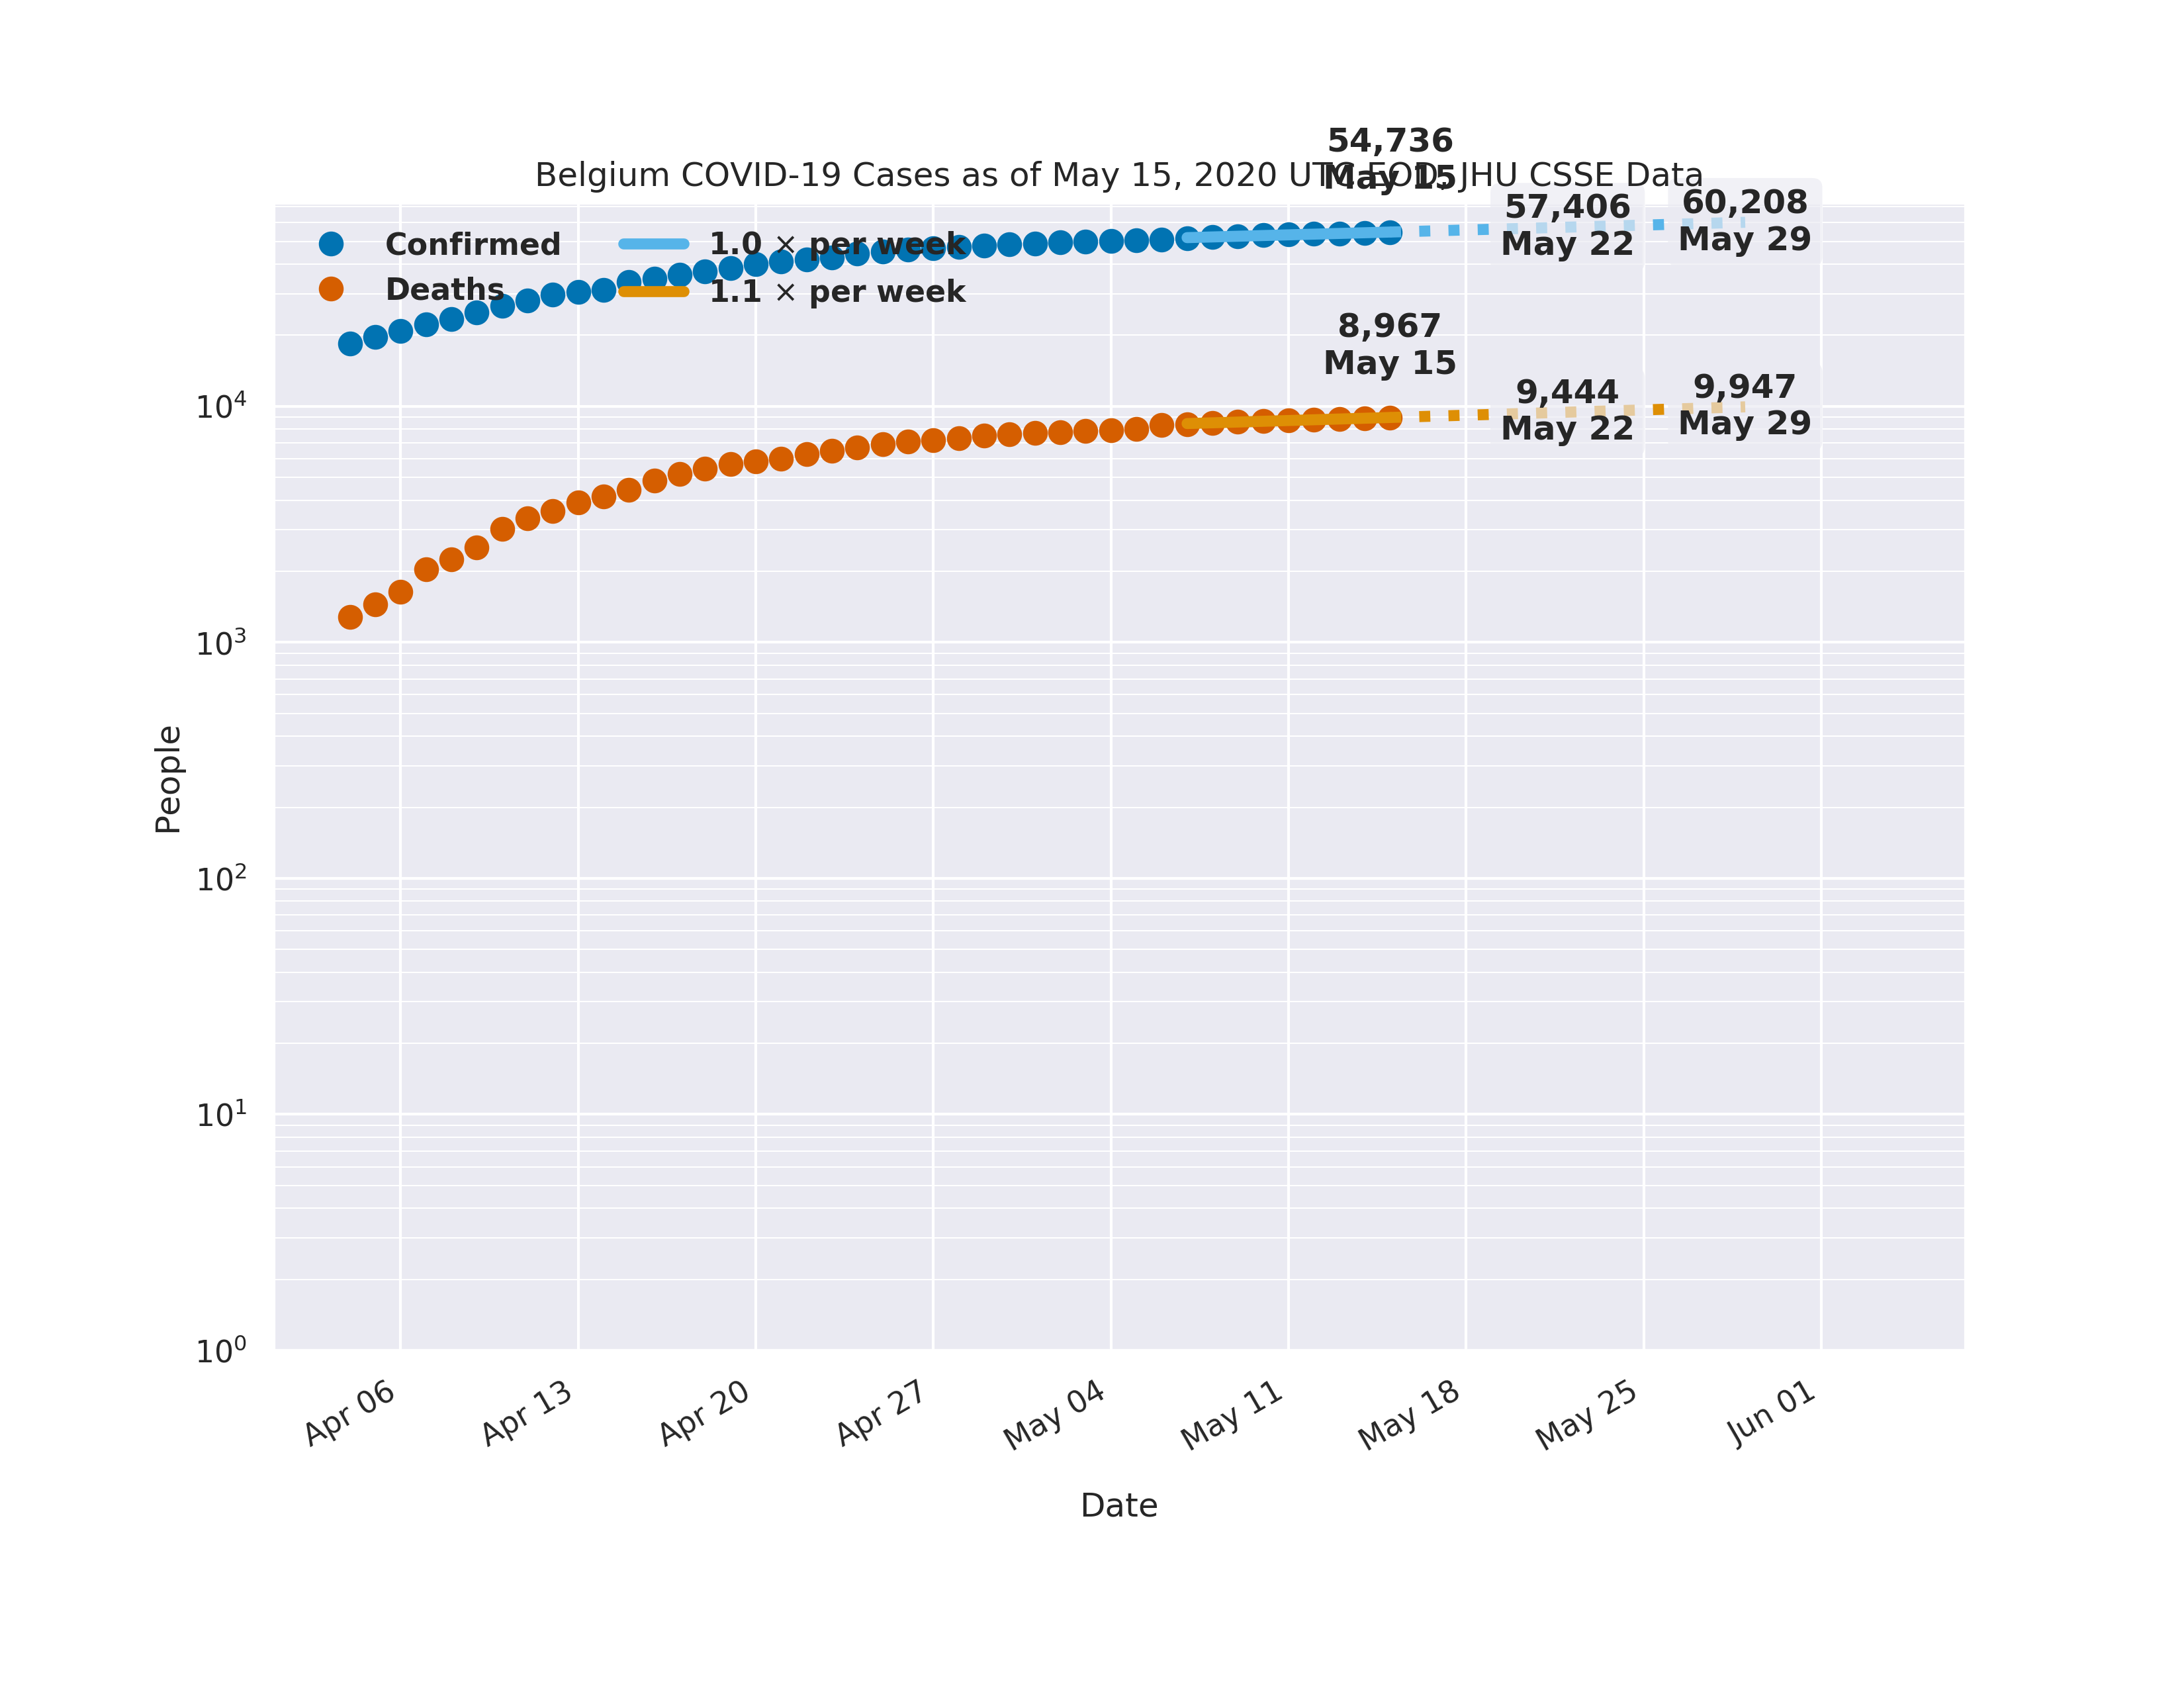 54,736
May 15
Belgium COVID-19 Cases as of May 15, 2020 UTC EOD, JHU CSSE Data
57,406
May 22
60,208
May 29
Confirmed
Deaths
1.0 × per week
1.1 × per week
8,967
May 15
9,444
May 22
9,947
May 29
10⁴
10³
10²
10¹
10⁰
People
Apr 06
Apr 13
Apr 20
Apr 27
May 04
May 11
May 18
May 25
Jun 01
Date